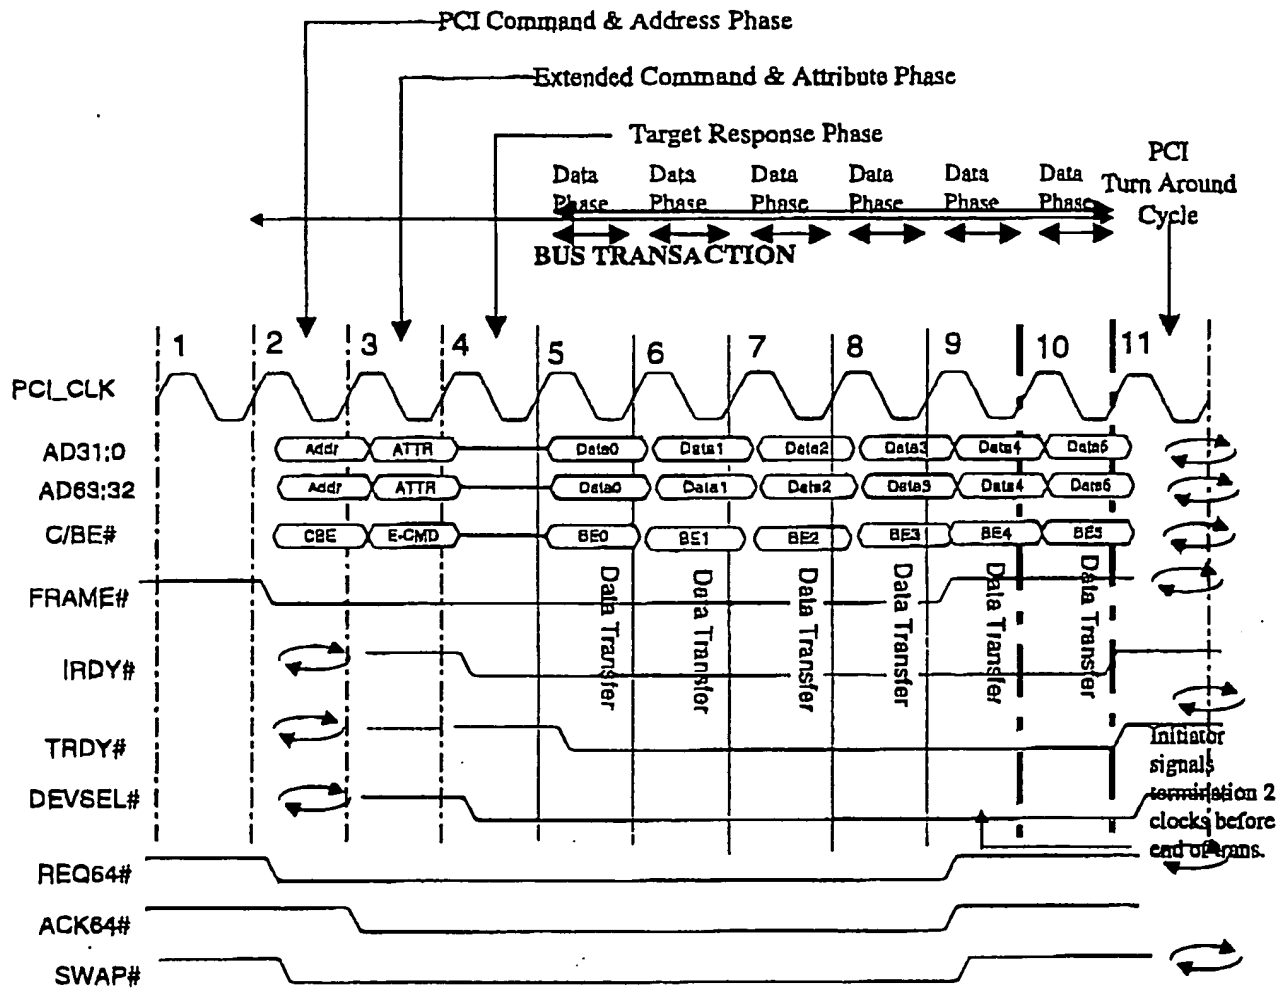 PCI Command & Address Phase
Extended Command & Attribute Phase
Target Response Phase
Data Phase
Data Phase
Data Phase
Data Phase
Data Phase
Data Phase
PCI
Turn Around
Cycle
BUS TRANSACTION
1 2 3 4 5 6 7 8 9 10 11
PCI_CLK
AD31:0 Addr ATTR Data0 Data1 Data2 Data3 Data4 Data5
AD63:32 Addr ATTR Data0 Data1 Data2 Data3 Data4 Data5
C/BE# CBE E-CMD BE0 BE1 BE2 BE3 BE4 BE5
FRAME#
Data Transfer
Data Transfer
Data Transfer
Data Transfer
Data Transfer
Data Transfer
IRDY#
TRDY#
DEVSEL#
Initiator
signals
termination 2
clocks before
end of trans.
REQ64#
ACK64#
SWAP#